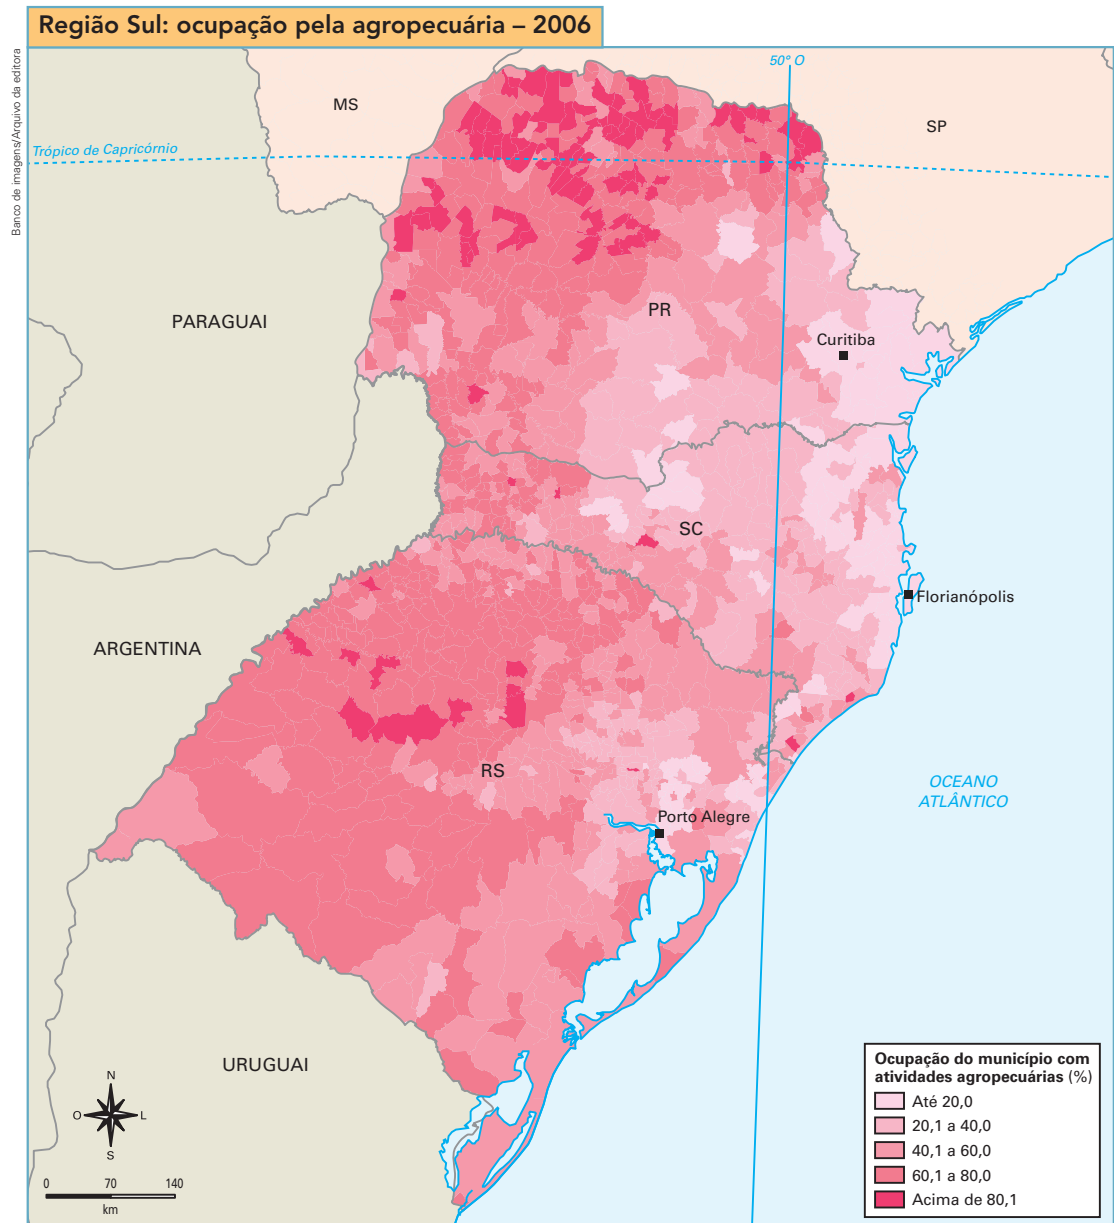 Região Sul: ocupação pela agropecuária – 2006
Banco de imagens/Arquivo da editora
50° O
MS
SP
Trópico de Capricórnio
PARAGUAI
PR
Curitiba
SC
Florianópolis
ARGENTINA
RS
OCEANO
ATLÂNTICO
Porto Alegre
URUGUAI
N
O
L
S
0 70 140
km
Ocupação do município com
atividades agropecuárias (%)
Até 20,0
20,1 a 40,0
40,1 a 60,0
60,1 a 80,0
Acima de 80,1